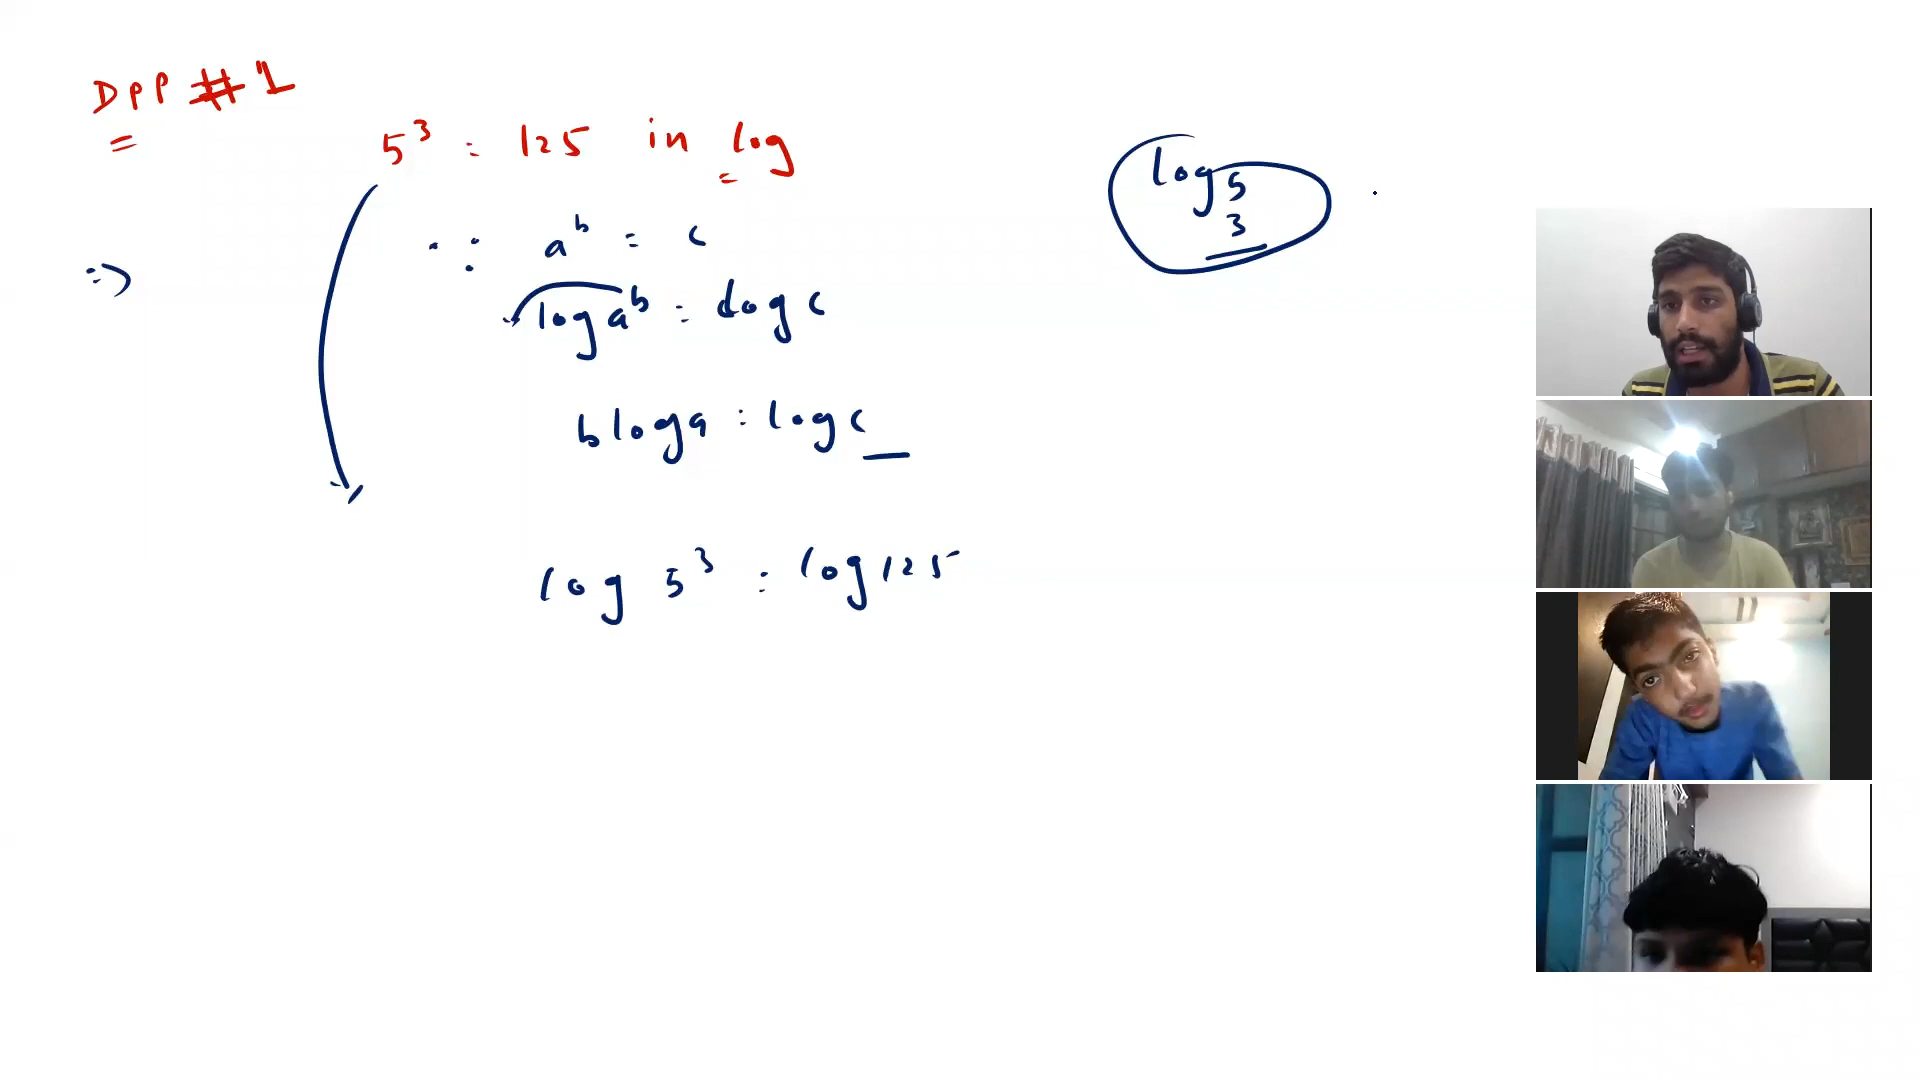 DPP #1
5³ = 125 in log
∵ aᵇ = c
log aᵇ = log c
b log a = log c
log 5³ = log 125
log 5
3